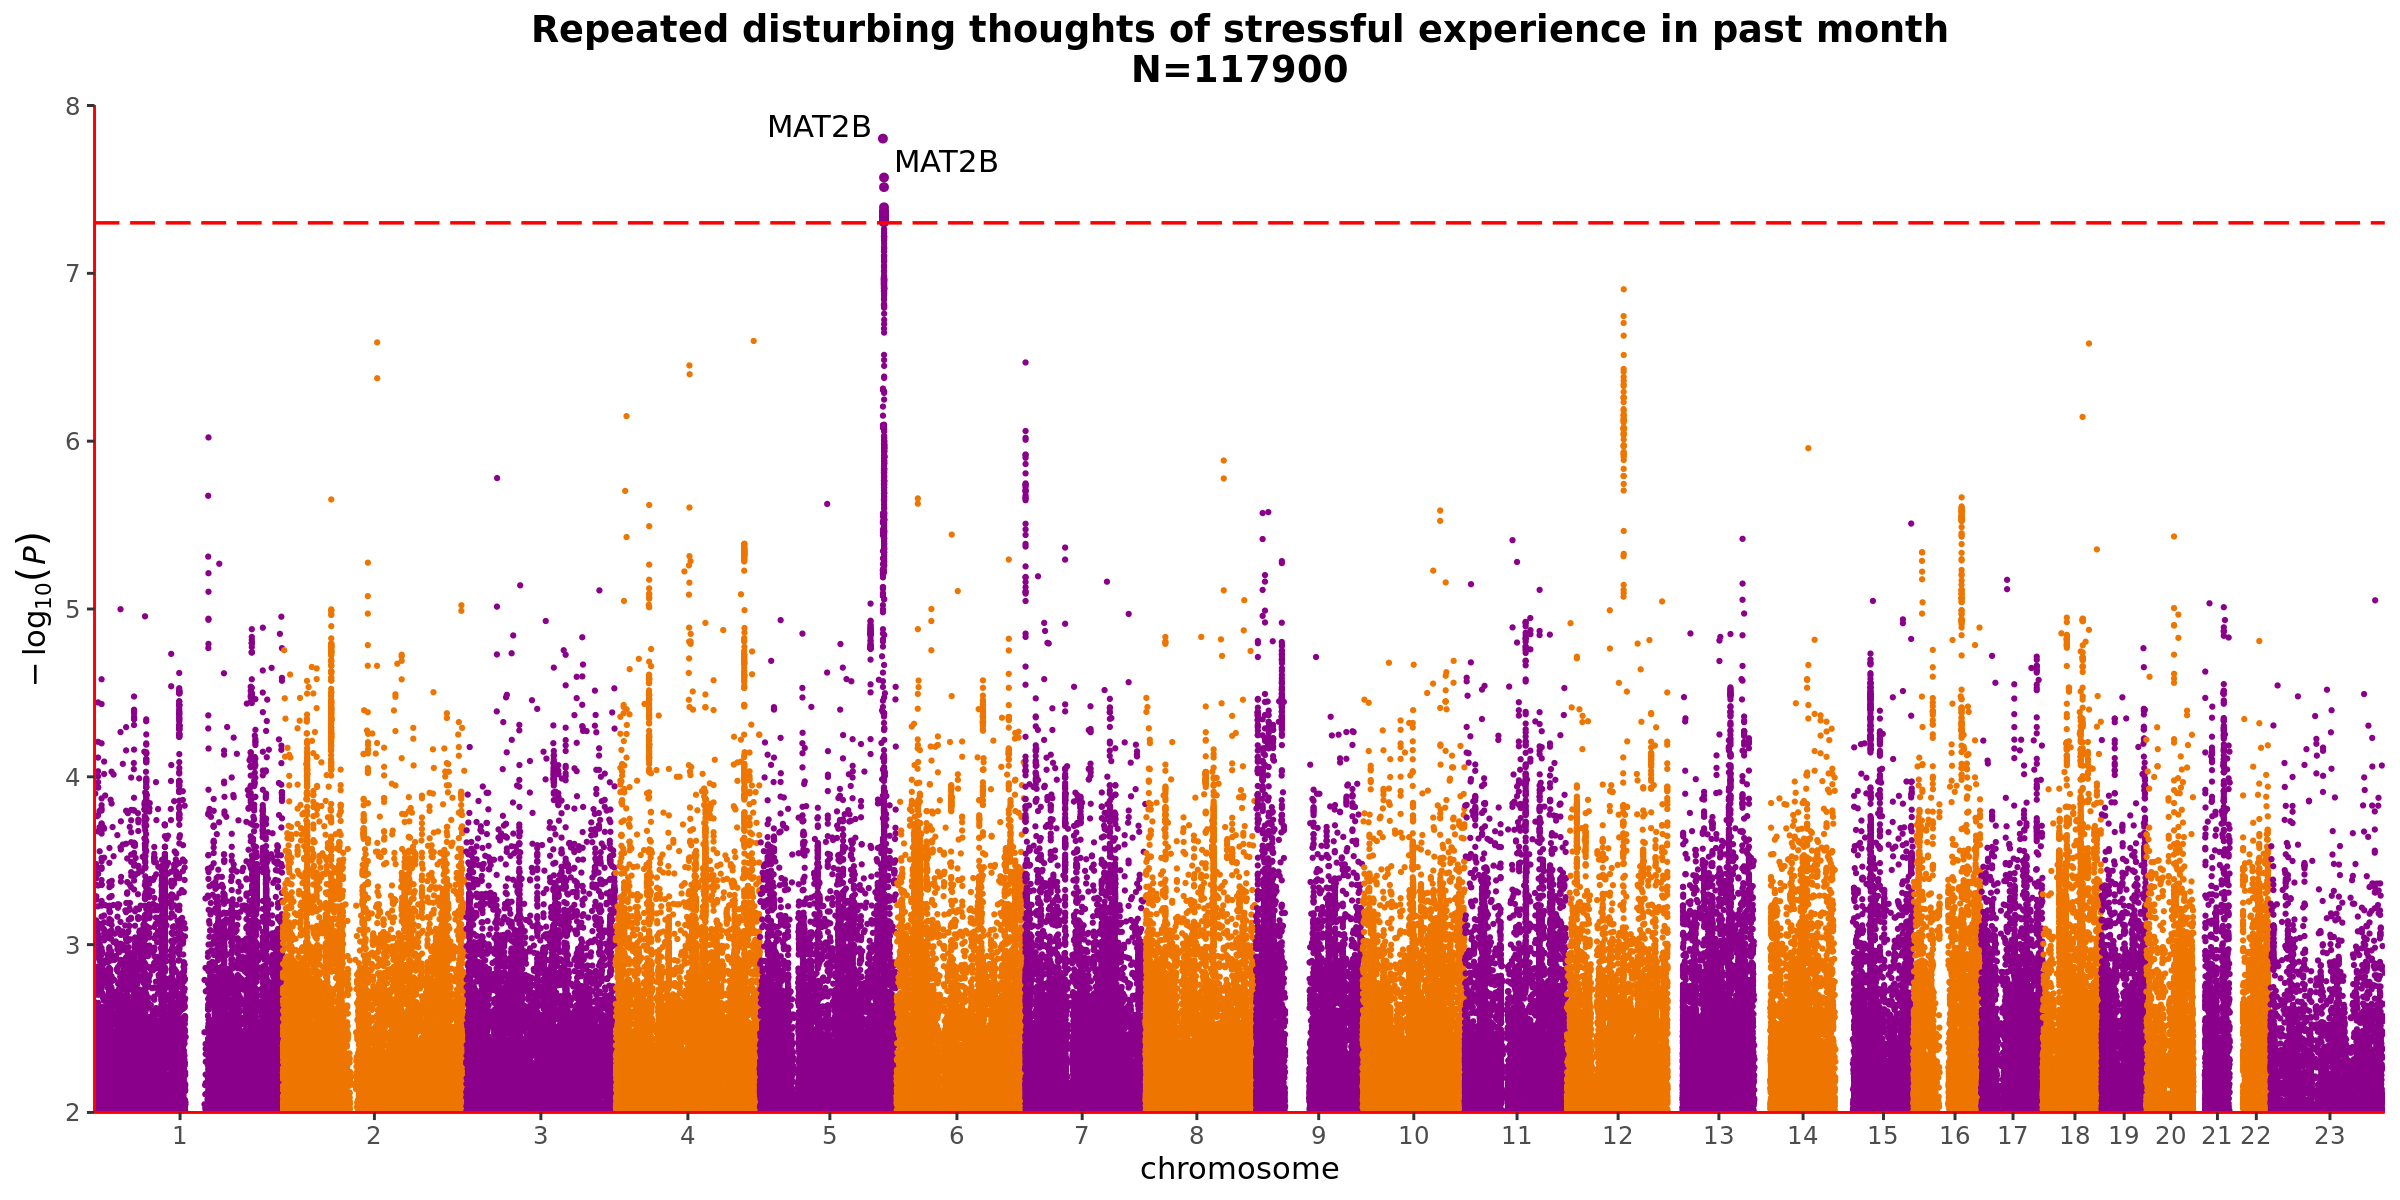 Repeated disturbing thoughts of stressful experience in past month
N=117900
8
MAT2B
MAT2B
7
6
− log₁₀(P)
5
4
3
2
1 2 3 4 5 6 7 8 9 10 11 12 13 14 15 16 17 18 19 20 21 22 23
chromosome